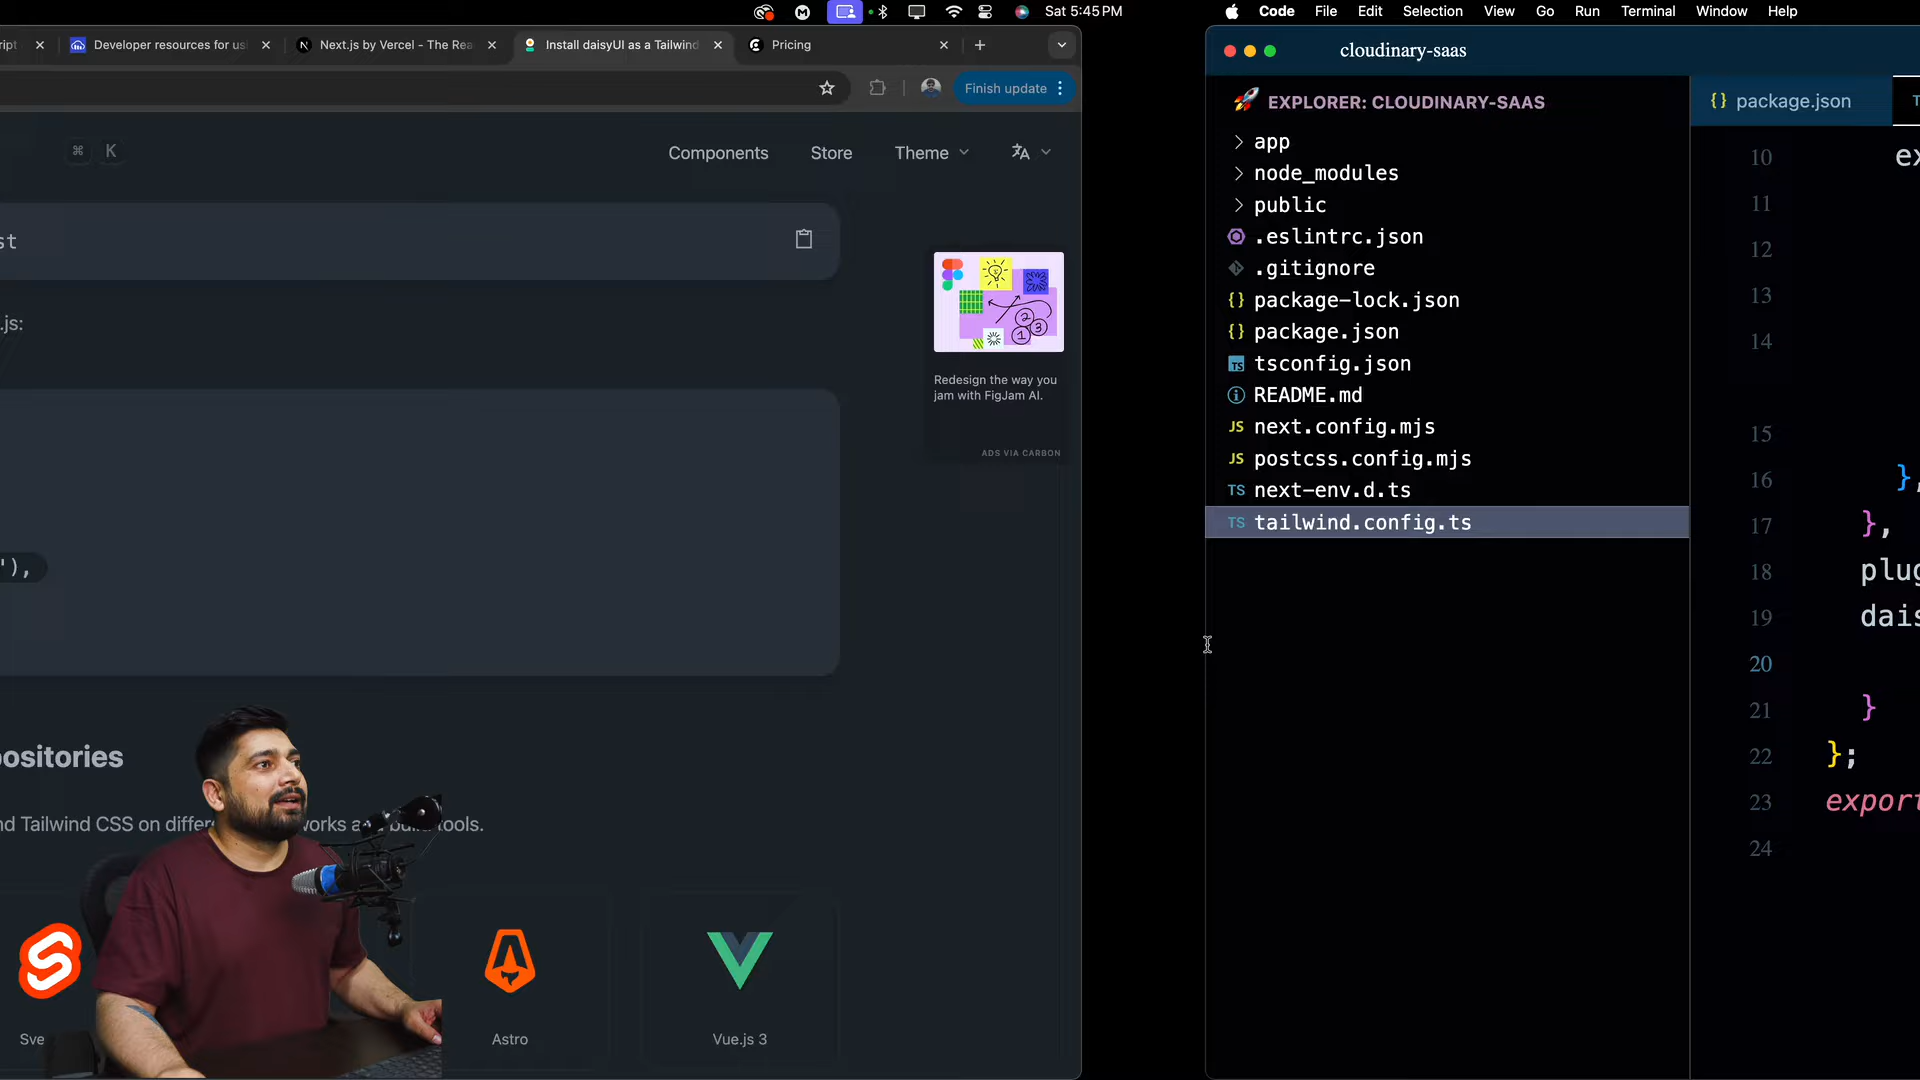 Sat 5:45 PM
Code File Edit Selection View Go Run Terminal Window Help
ript
Developer resources for us
Next.js by Vercel - The Rea
Install daisyUI as a Tailwind
Pricing
Finish update
⌘ K
Components
Store
Theme
st
.js:
Redesign the way you
jam with FigJam AI.
ADS VIA CARBON
'),
ositories
nd Tailwind CSS on differ
works a
bu
ools.
Sve
Astro
Vue.js 3
cloudinary-saas
EXPLORER: CLOUDINARY-SAAS
app
node_modules
public
.eslintrc.json
.gitignore
{} package-lock.json
{} package.json
TS tsconfig.json
README.md
JS next.config.mjs
JS postcss.config.mjs
TS next-env.d.ts
TS tailwind.config.ts
{} package.json
10 ex
11
12
13
14
15
16 },
17 },
18 plug
19 dais
20
21 }
22 };
23 export
24